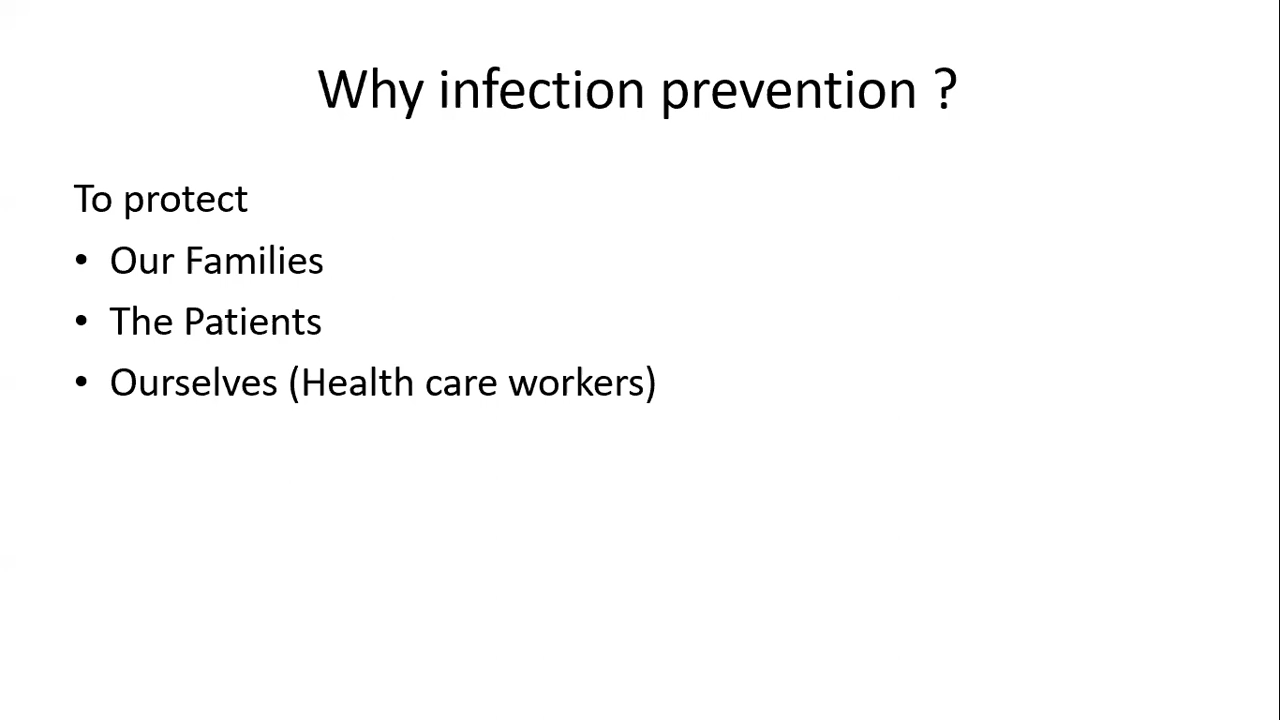 Why infection prevention ?
To protect
• Our Families
• The Patients
• Ourselves (Health care workers)